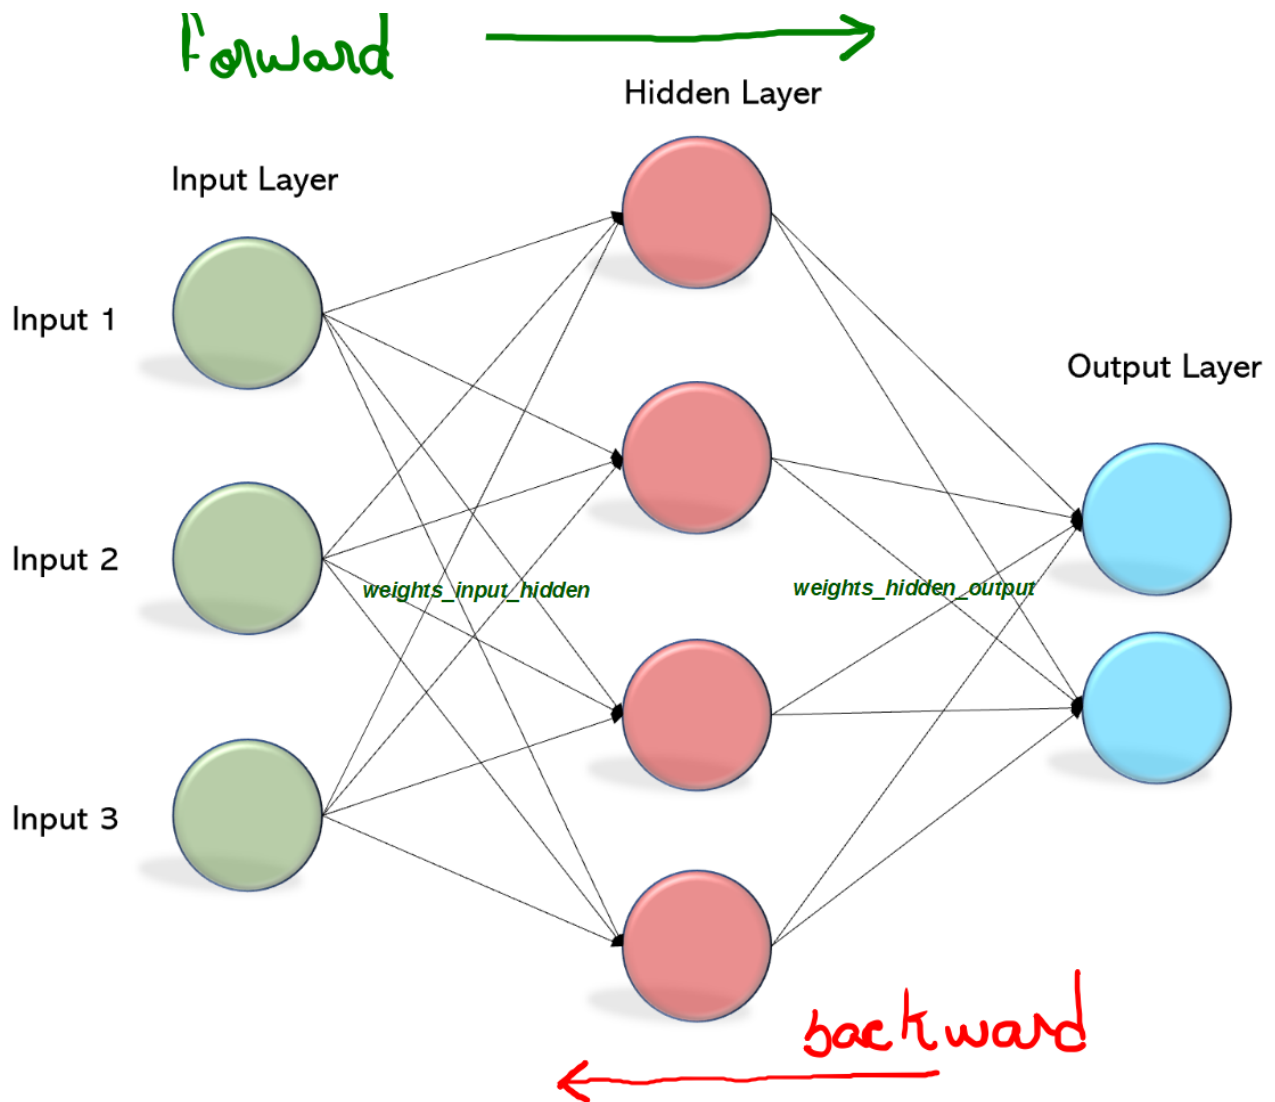 Forward
Hidden Layer
Input Layer
Input 1
Output Layer
Input 2
weights_input_hidden
weights_hidden_output
Input 3
backward